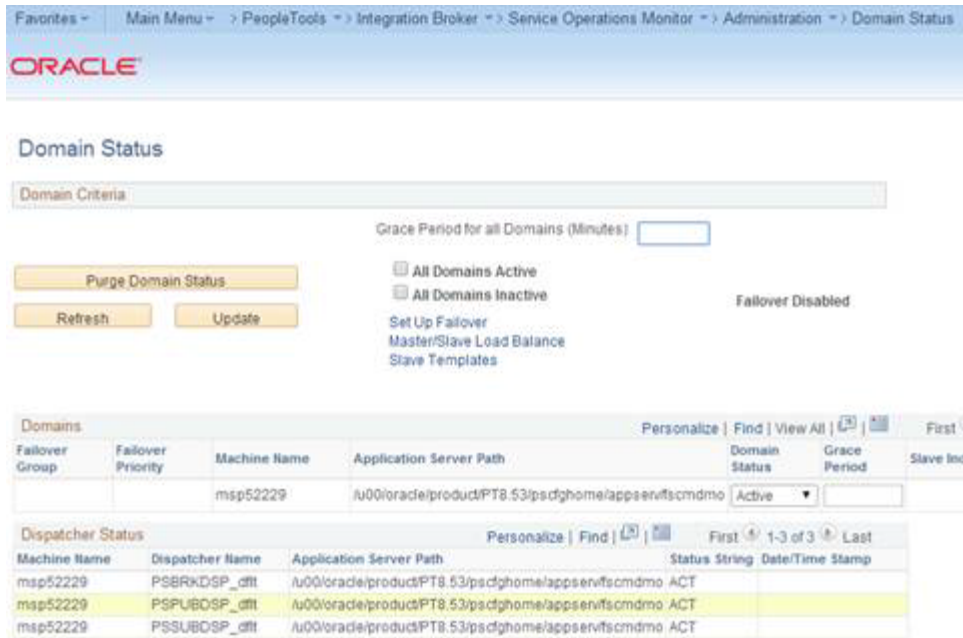 Favorites Main Menu > PeopleTools > Integration Broker > Service Operations Monitor > Administration > Domain Status
ORACLE
Domain Status
Domain Criteria
Grace Period for all Domains (Minutes)
Purge Domain Status
All Domains Active
All Domains Inactive
Failover Disabled
Refresh Update
Set Up Failover
Master/Slave Load Balance
Slave Templates
Domains Personalize | Find | View All | | First
Failover Group Failover Priority Machine Name Application Server Path Domain Status Grace Period Slave Ind
msp52229 /u00/oracle/product/PT8.53/pscfghome/appserv/fscmdmo Active
Dispatcher Status Personalize | Find | | First 1-3 of 3 Last
Machine Name Dispatcher Name Application Server Path Status String Date/Time Stamp
msp52229 PSBRKDSP_dflt /u00/oracle/product/PT8.53/pscfghome/appserv/fscmdmo ACT
msp52229 PSPUBDSP_dflt /u00/oracle/product/PT8.53/pscfghome/appserv/fscmdmo ACT
msp52229 PSSUBDSP_dflt /u00/oracle/product/PT8.53/pscfghome/appserv/fscmdmo ACT